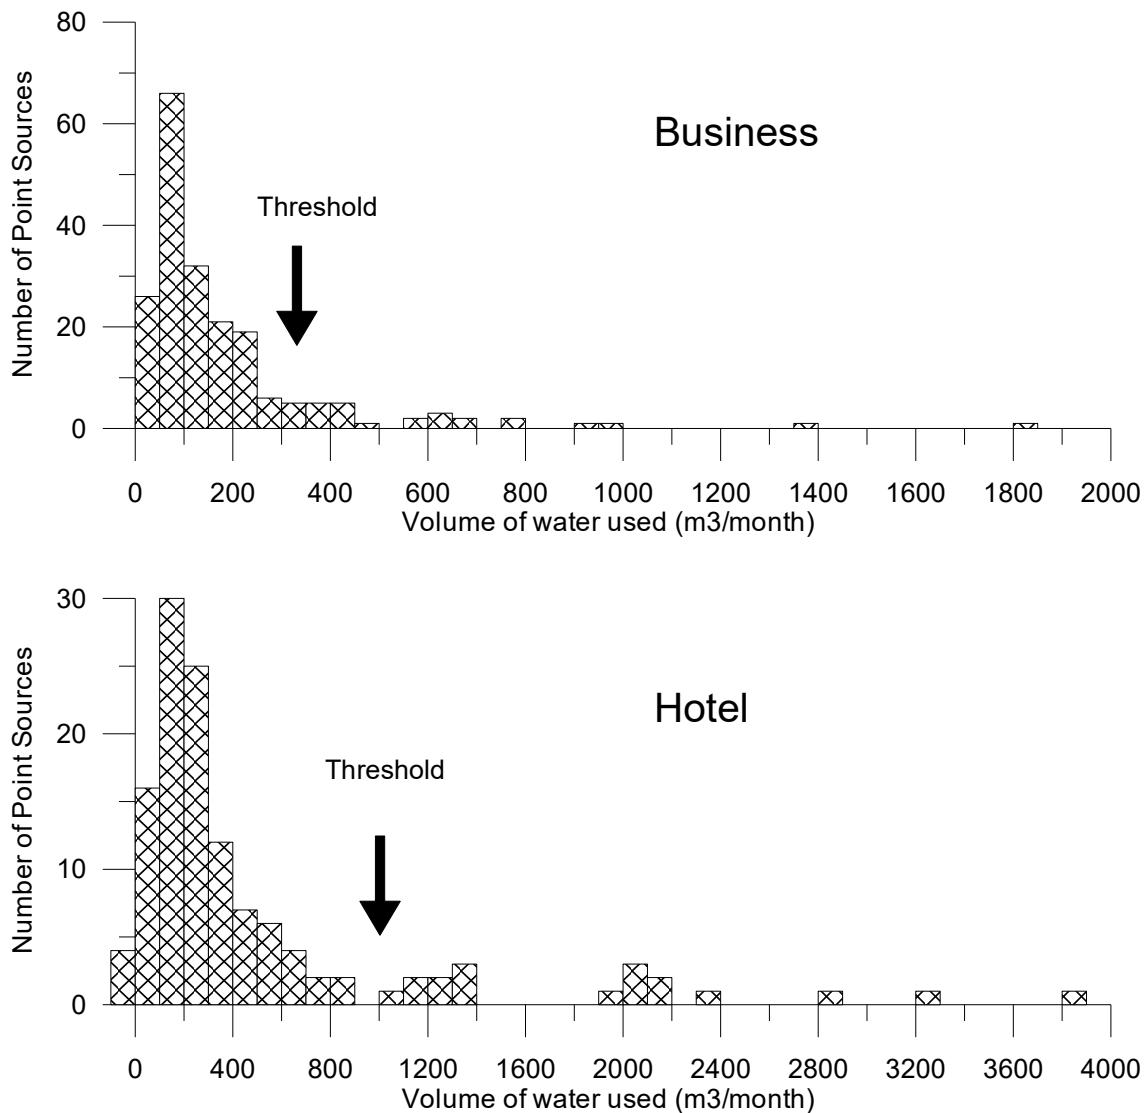 80
60
40
20
0
Number of Point Sources
Business
Threshold
0 200 400 600 800 1000 1200 1400 1600 1800 2000
Volume of water used (m3/month)
30
20
10
0
Number of Point Sources
Hotel
Threshold
0 400 800 1200 1600 2000 2400 2800 3200 3600 4000
Volume of water used (m3/month)